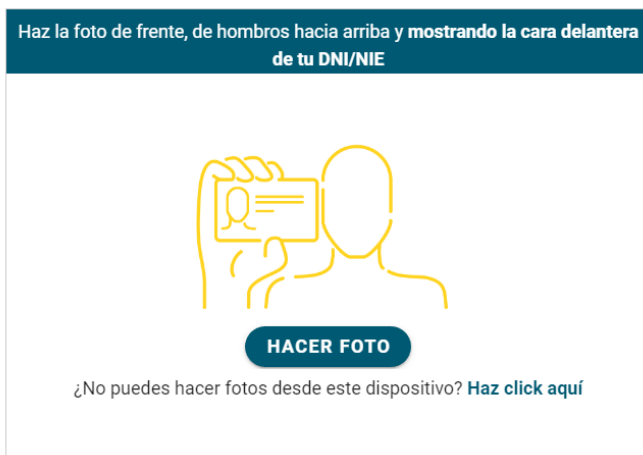 Haz la foto de frente, de hombros hacia arriba y mostrando la cara delantera
de tu DNI/NIE
HACER FOTO
¿No puedes hacer fotos desde este dispositivo? Haz click aquí